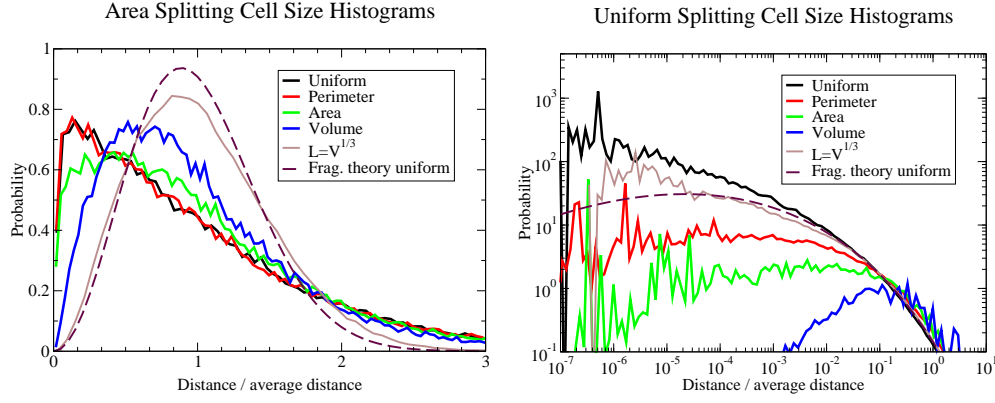 Area Splitting Cell Size Histograms
1
0.8
0.6
0.4
0.2
0
Probability
0
1
2
3
Distance / average distance
Uniform
Perimeter
Area
Volume
L=V^{1/3}
Frag. theory uniform
Uniform Splitting Cell Size Histograms
10^3
10^2
10^1
10^0
10^{-1}
Probability
10^{-7}
10^{-6}
10^{-5}
10^{-4}
10^{-3}
10^{-2}
10^{-1}
10^0
10^1
Distance / average distance
Uniform
Perimeter
Area
Volume
L=V^{1/3}
Frag. theory uniform